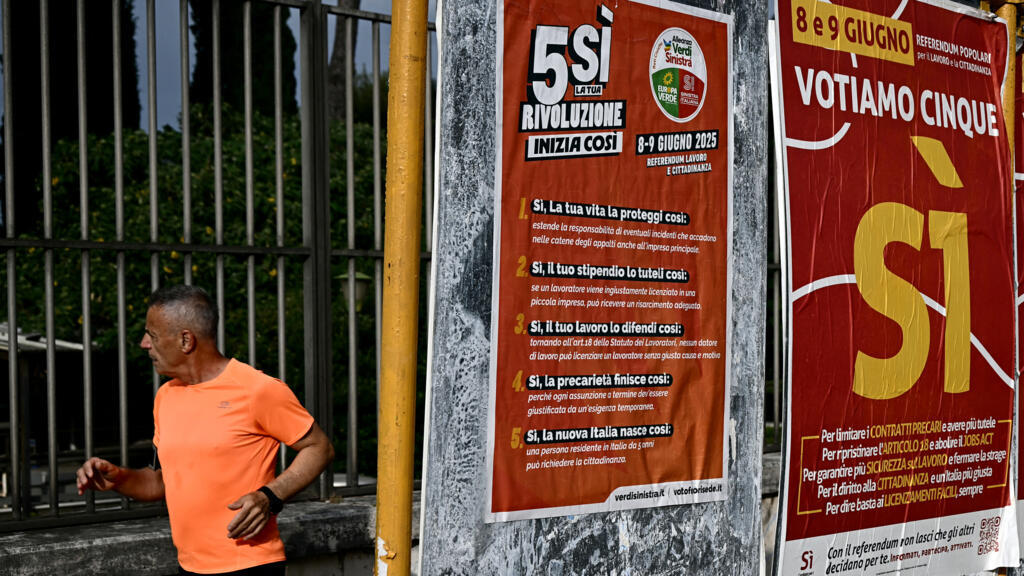 5 SÌ
LA TUA
RIVOLUZIONE
INIZIA COSÌ
Alleanza
Verdi
Sinistra
EUROPA
VERDE
SINISTRA
ITALIANA
8-9 GIUGNO 2025
REFERENDUM LAVORO
E CITTADINANZA
1. Sì, La tua vita la proteggi così:
estende la responsabilità di eventuali incidenti che accadono
nelle catene degli appalti anche all'impresa principale.
2. Sì, il tuo stipendio lo tuteli così:
se un lavoratore viene ingiustamente licenziato in una
piccola impresa, può ricevere un risarcimento adeguato.
3. Sì, il tuo lavoro lo difendi così:
tornando all'art.18 dello Statuto dei Lavoratori, nessun datore
di lavoro può licenziare un lavoratore senza giusta causa e motivo
4. Sì, la precarietà finisce così:
perché ogni assunzione a termine dev'essere
giustificata da un'esigenza temporanea.
5. Sì, la nuova Italia nasce così:
una persona residente in Italia da 5 anni
può richiedere la cittadinanza.
verdisinistra.it / votofuorisede.it
8 e 9 GIUGNO
REFERENDUM POPOLARI
per IL LAVORO e la CITTADINANZA
VOTIAMO CINQUE
SÌ
Per limitare i CONTRATTI PRECARI e avere più tutele
Per ripristinare l'ARTICOLO 18 e abolire il JOBS ACT
Per garantire più SICUREZZA SUL LAVORO e fermare la strage
Per il diritto alla CITTADINANZA e un'Italia più giusta
Per dire basta ai LICENZIAMENTI FACILI, sempre
Sì
Con il referendum non lasci che gli altri
decidano per te. Informati, partecipa, attivati.